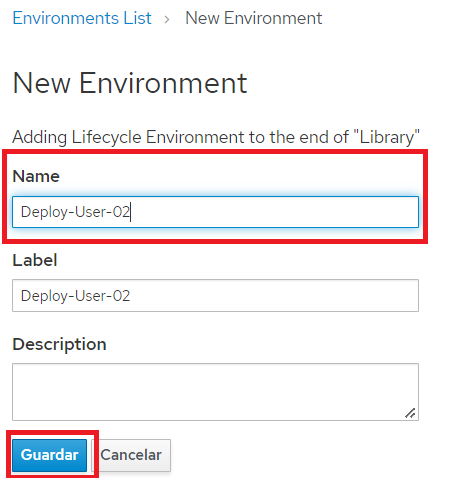 Environments List › New Environment
New Environment
Adding Lifecycle Environment to the end of "Library"
Name
Deploy-User-02
Label
Deploy-User-02
Description
Guardar Cancelar